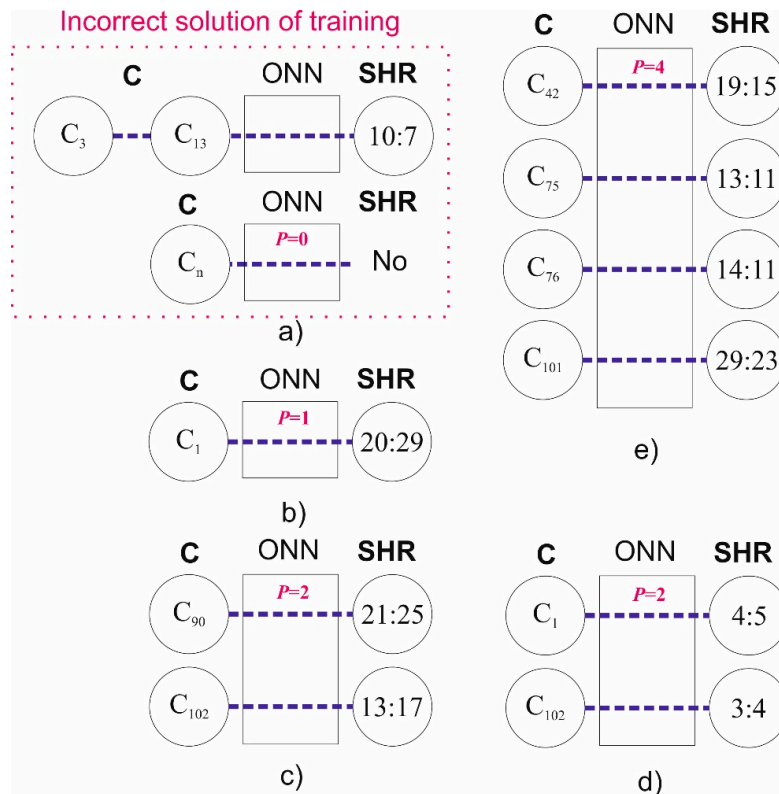 Incorrect solution of training
C ONN SHR
C₃ C₁₃ 10:7
C ONN SHR
Cₙ P=0 No
a)
C ONN SHR
C₁ P=1 20:29
b)
C ONN SHR
C₉₀ P=2 21:25
C₁₀₂ 13:17
c)
C ONN SHR
C₄₂ P=4 19:15
C₇₅ 13:11
C₇₆ 14:11
C₁₀₁ 29:23
e)
C ONN SHR
C₁ P=2 4:5
C₁₀₂ 3:4
d)